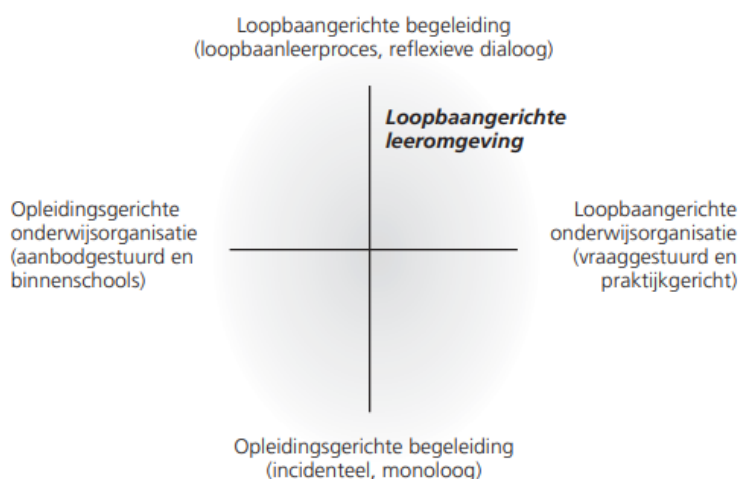 Loopbaangerichte begeleiding
(loopbaanleerproces, reflexieve dialoog)
Loopbaangerichte
leeromgeving
Opleidingsgerichte
onderwijsorganisatie
(aanbodgestuurd en
binnenschools)
Loopbaangerichte
onderwijsorganisatie
(vraaggestuurd en
praktijkgericht)
Opleidingsgerichte begeleiding
(incidenteel, monoloog)